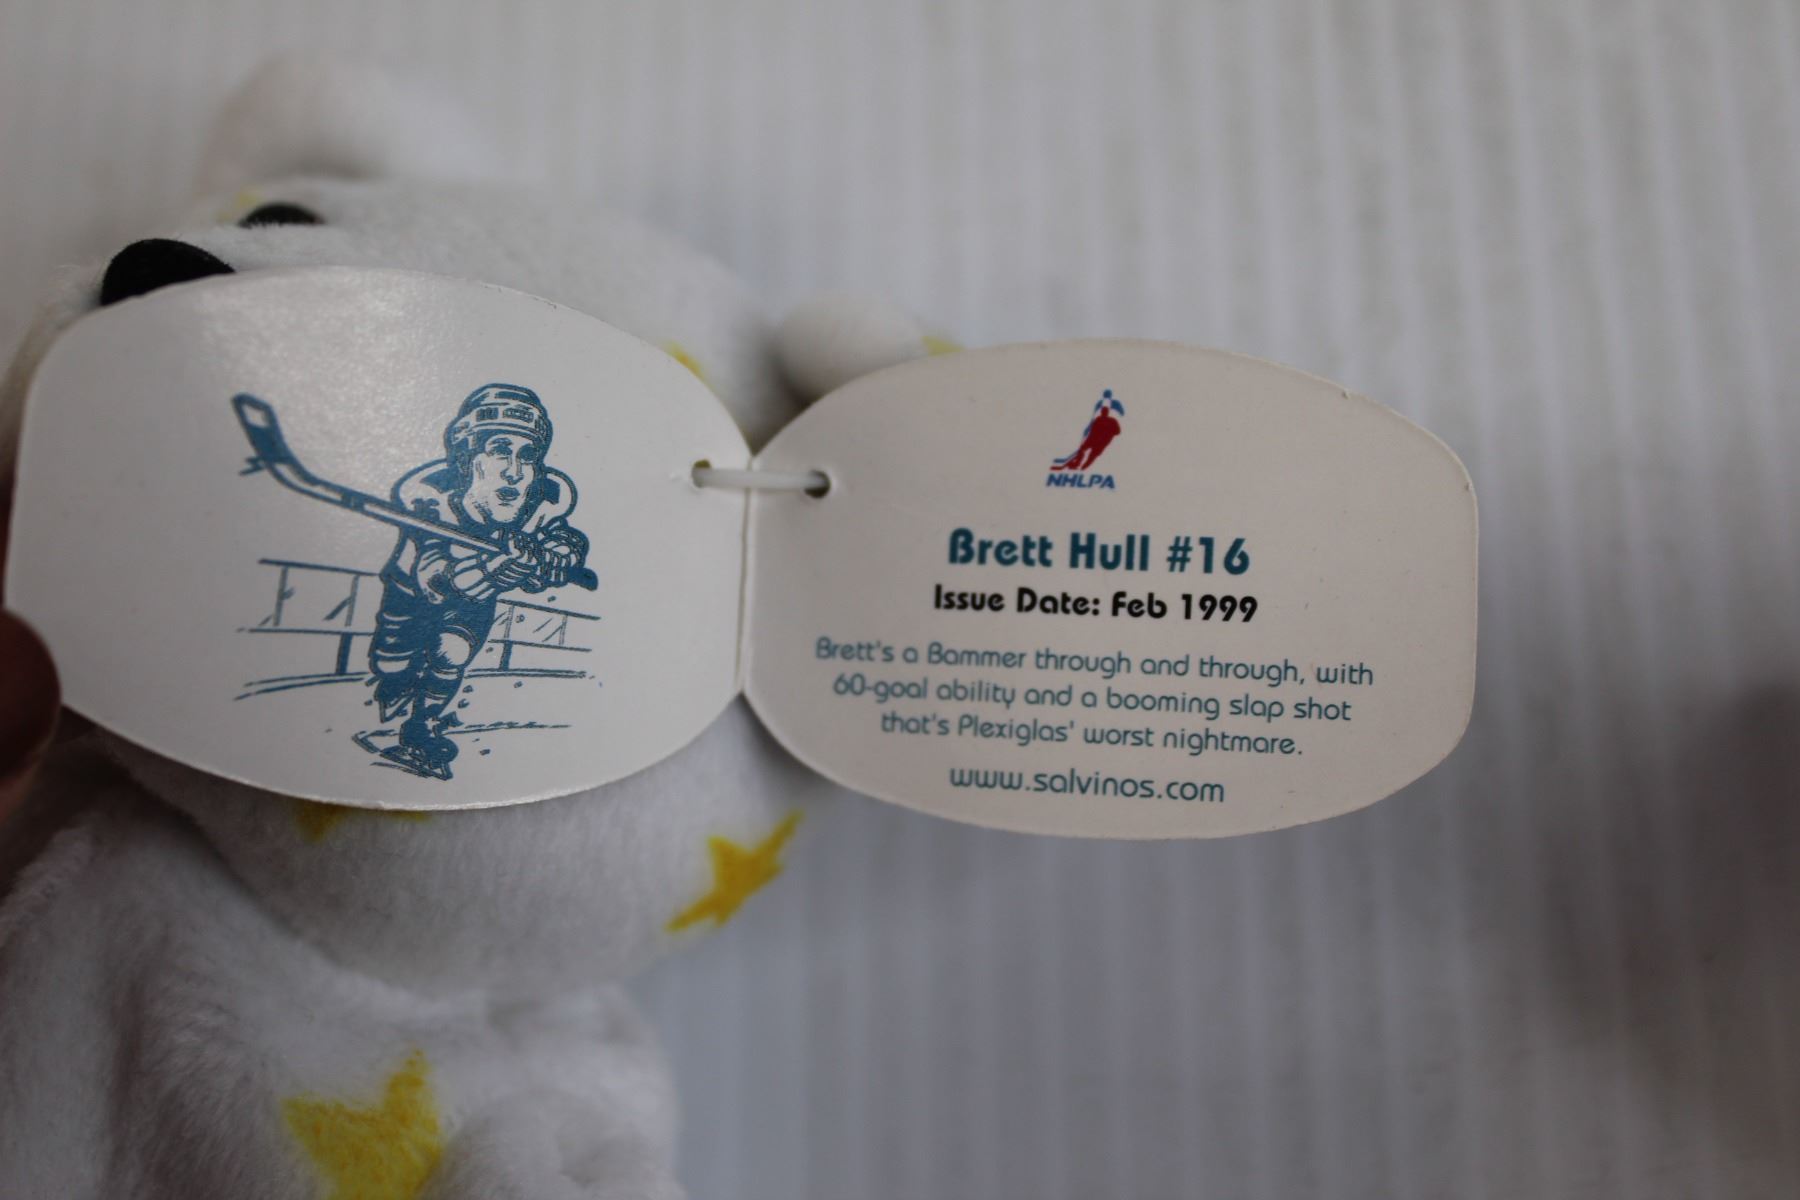 NHLPA
Brett Hull #16
Issue Date: Feb 1999
Brett's a Bammer through and through, with
60-goal ability and a booming slap shot
that's Plexiglas' worst nightmare.
www.salvinos.com